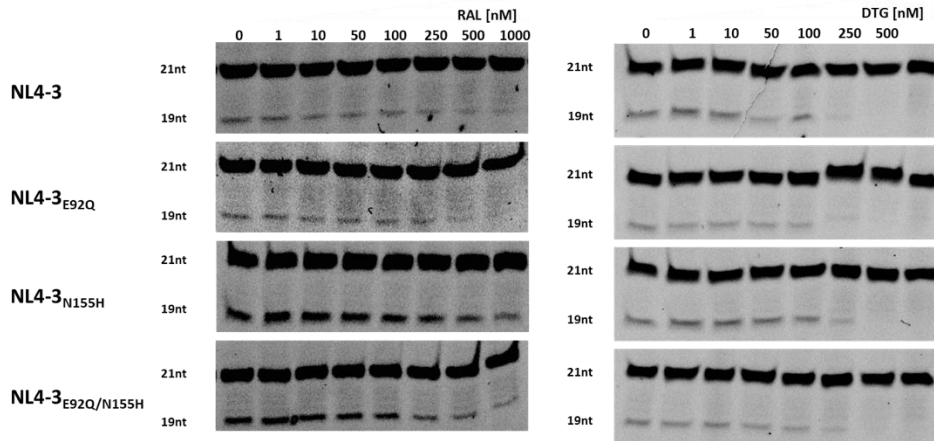 RAL [nM]
0 1 10 50 100 250 500 1000
DTG [nM]
0 1 10 50 100 250 500
NL4-3
21nt
19nt
21nt
19nt
NL4-3E92Q
21nt
19nt
21nt
19nt
NL4-3N155H
21nt
19nt
21nt
19nt
NL4-3E92Q/N155H
21nt
19nt
21nt
19nt